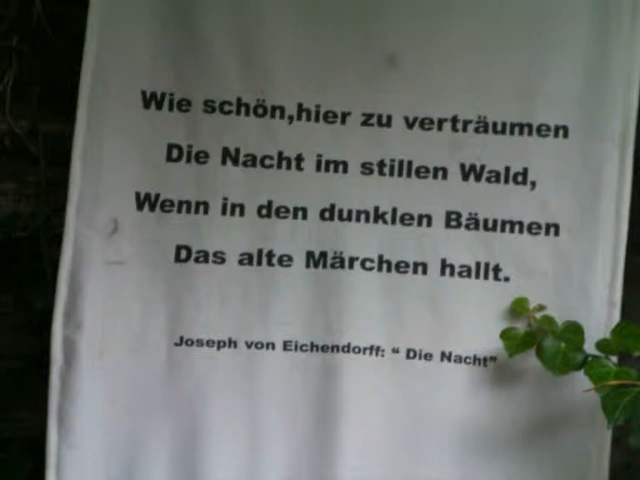 Wie schön,hier zu verträumen
Die Nacht im stillen Wald,
Wenn in den dunklen Bäumen
Das alte Märchen hallt.
Joseph von Eichendorff: “ Die Nacht”